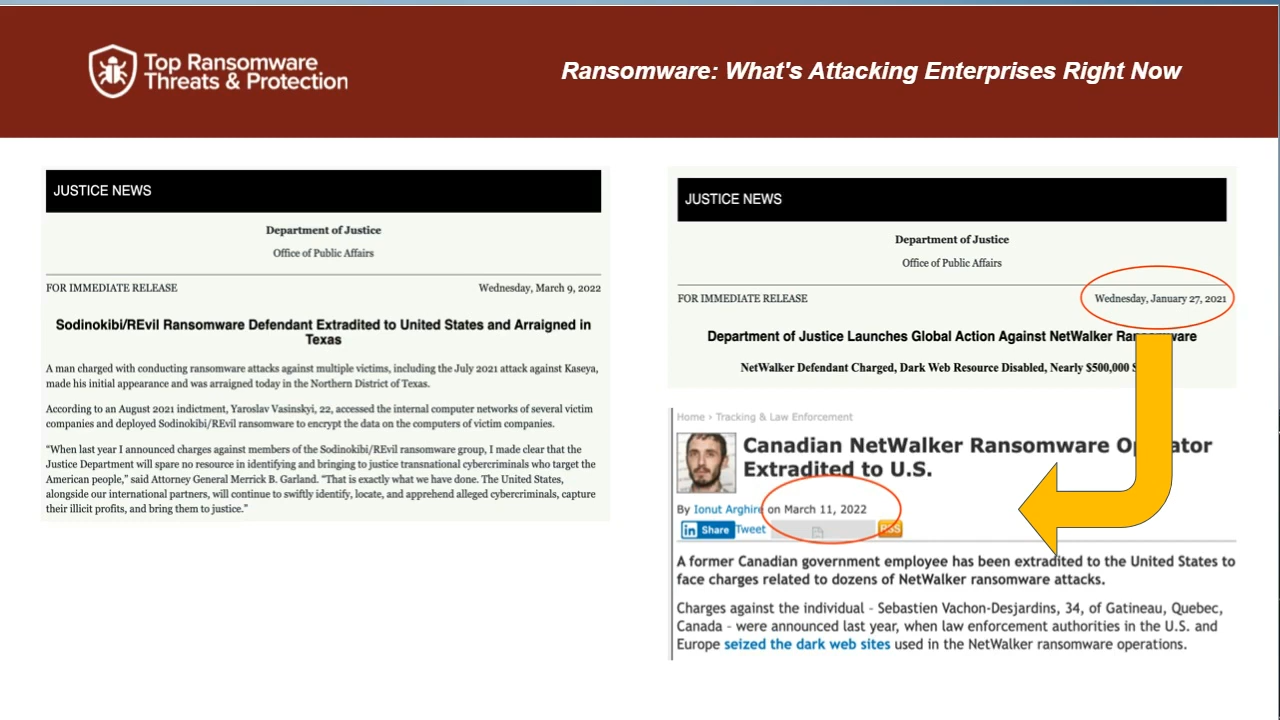 Top Ransomware
Threats & Protection
Ransomware: What's Attacking Enterprises Right Now
JUSTICE NEWS
Department of Justice
Office of Public Affairs
FOR IMMEDIATE RELEASE
Wednesday, March 9, 2022
Sodinokibi/REvil Ransomware Defendant Extradited to United States and Arraigned in
Texas
A man charged with conducting ransomware attacks against multiple victims, including the July 2021 attack against Kaseya,
made his initial appearance and was arraigned today in the Northern District of Texas.
According to an August 2021 indictment, Yaroslav Vasinskyi, 22, accessed the internal computer networks of several victim
companies and deployed Sodinokibi/REvil ransomware to encrypt the data on the computers of victim companies.
“When last year I announced charges against members of the Sodinokibi/REvil ransomware group, I made clear that the
Justice Department will spare no resource in identifying and bringing to justice transnational cybercriminals who target the
American people,” said Attorney General Merrick B. Garland. “That is exactly what we have done. The United States,
alongside our international partners, will continue to swiftly identify, locate, and apprehend alleged cybercriminals, capture
their illicit profits, and bring them to justice.”
JUSTICE NEWS
Department of Justice
Office of Public Affairs
FOR IMMEDIATE RELEASE
Wednesday, January 27, 2021
Department of Justice Launches Global Action Against NetWalker Ransomware
NetWalker Defendant Charged, Dark Web Resource Disabled, Nearly $500,000
Home › Tracking & Law Enforcement
Canadian NetWalker Ransomware Operator
Extradited to U.S.
By Ionut Arghire on March 11, 2022
in Share Tweet RSS
A former Canadian government employee has been extradited to the United States to
face charges related to dozens of NetWalker ransomware attacks.
Charges against the individual – Sebastien Vachon-Desjardins, 34, of Gatineau, Quebec,
Canada – were announced last year, when law enforcement authorities in the U.S. and
Europe seized the dark web sites used in the NetWalker ransomware operations.